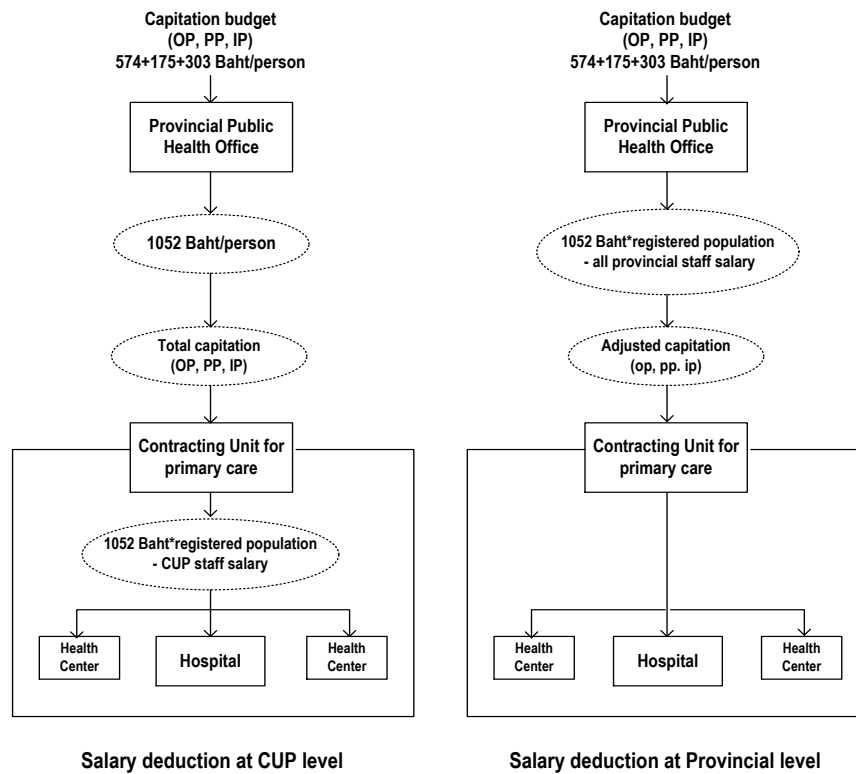 Capitation budget
(OP, PP, IP)
574+175+303 Baht/person
Provincial Public
Health Office
1052 Baht/person
Total capitation
(OP, PP, IP)
Contracting Unit for
primary care
1052 Baht*registered population
- CUP staff salary
Health
Center
Hospital
Health
Center
Salary deduction at CUP level
Capitation budget
(OP, PP, IP)
574+175+303 Baht/person
Provincial Public
Health Office
1052 Baht*registered population
- all provincial staff salary
Adjusted capitation
(op, pp. ip)
Contracting Unit for
primary care
Health
Center
Hospital
Health
Center
Salary deduction at Provincial level